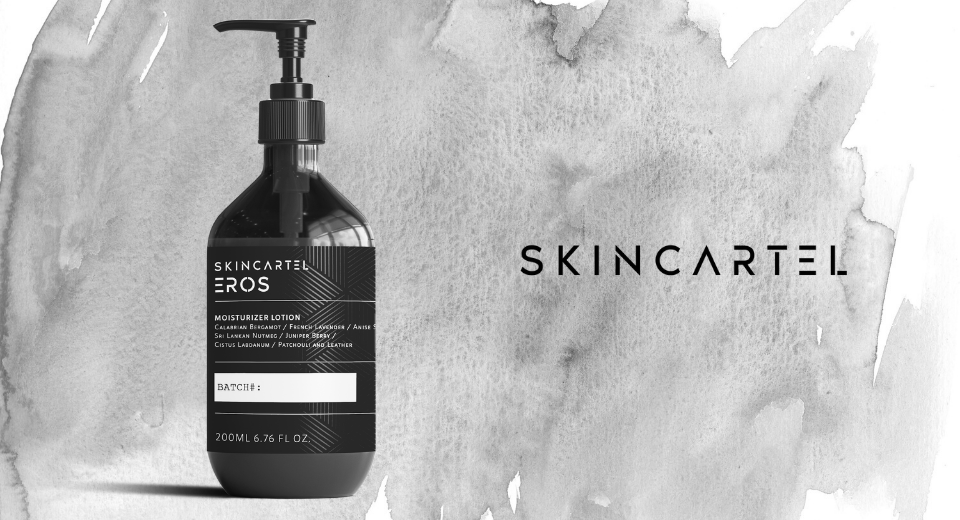 SKINCARTEL
EROS
MOISTURIZER LOTION
Calabrian Bergamot / French Lavender / Anise
Sri Lankan Nutmeg / Juniper Berry /
Cistus Labdanum / Patchouli and Leather
BATCH#:
200ML 6.76 FL OZ.
SKINCARTEL